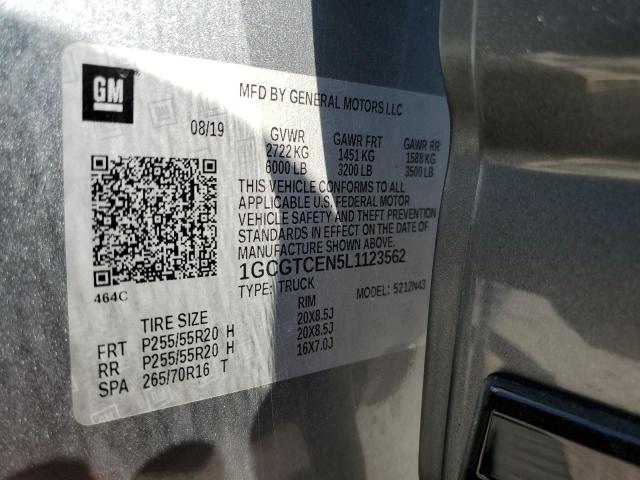 GM
MFD BY GENERAL MOTORS LLC
08/19
GVWR GAWR FRT GAWR RR
2722 KG 1451 KG 1588 KG
6000 LB 3200 LB 3500 LB
THIS VEHICLE CONFORMS TO ALL
APPLICABLE U.S. FEDERAL MOTOR
VEHICLE SAFETY AND THEFT PREVENTION
STANDARDS IN EFFECT ON THE DATE OF
MANUFACTURE SHOWN ABOVE.
1GCGTCEN5L1123562
TYPE: TRUCK MODEL: 5212N43
464C
TIRE SIZE RIM
FRT P255/55R20 H 20X8.5J
RR P255/55R20 H 20X8.5J
SPA 265/70R16 T 16X7.0J